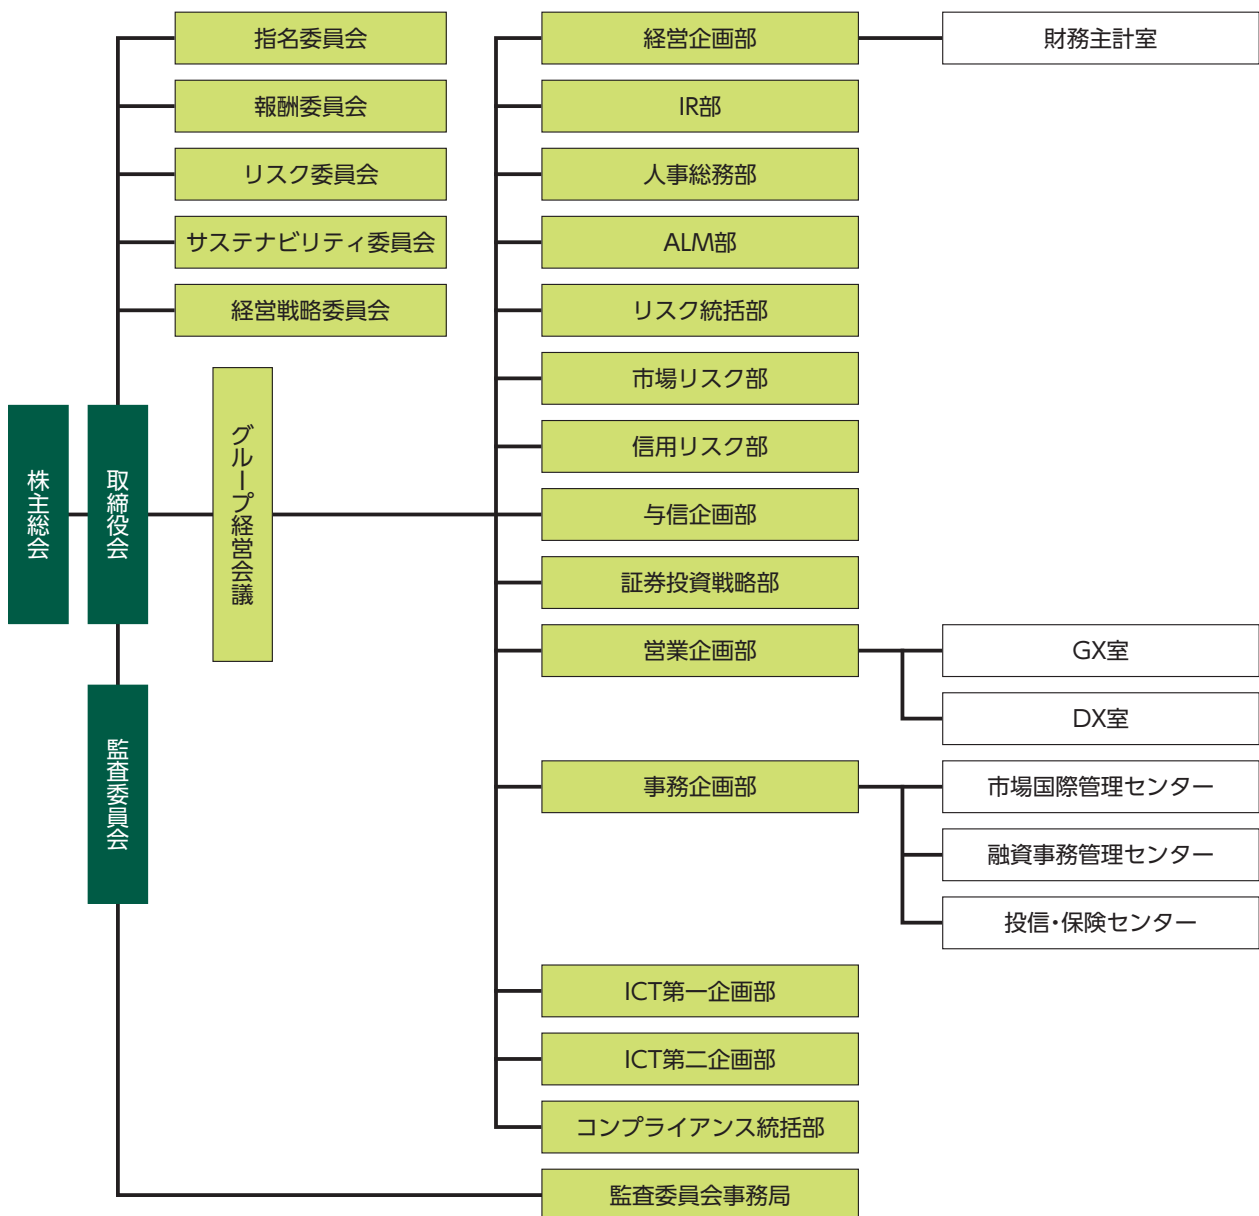 指名委員会
報酬委員会
リスク委員会
サステナビリティ委員会
経営戦略委員会
株主総会
取締役会
監査委員会
グループ経営会議
経営企画部
財務主計室
IR部
人事総務部
ALM部
リスク統括部
市場リスク部
信用リスク部
与信企画部
証券投資戦略部
営業企画部
GX室
DX室
事務企画部
市場国際管理センター
融資事務管理センター
投信・保険センター
ICT第一企画部
ICT第二企画部
コンプライアンス統括部
監査委員会事務局